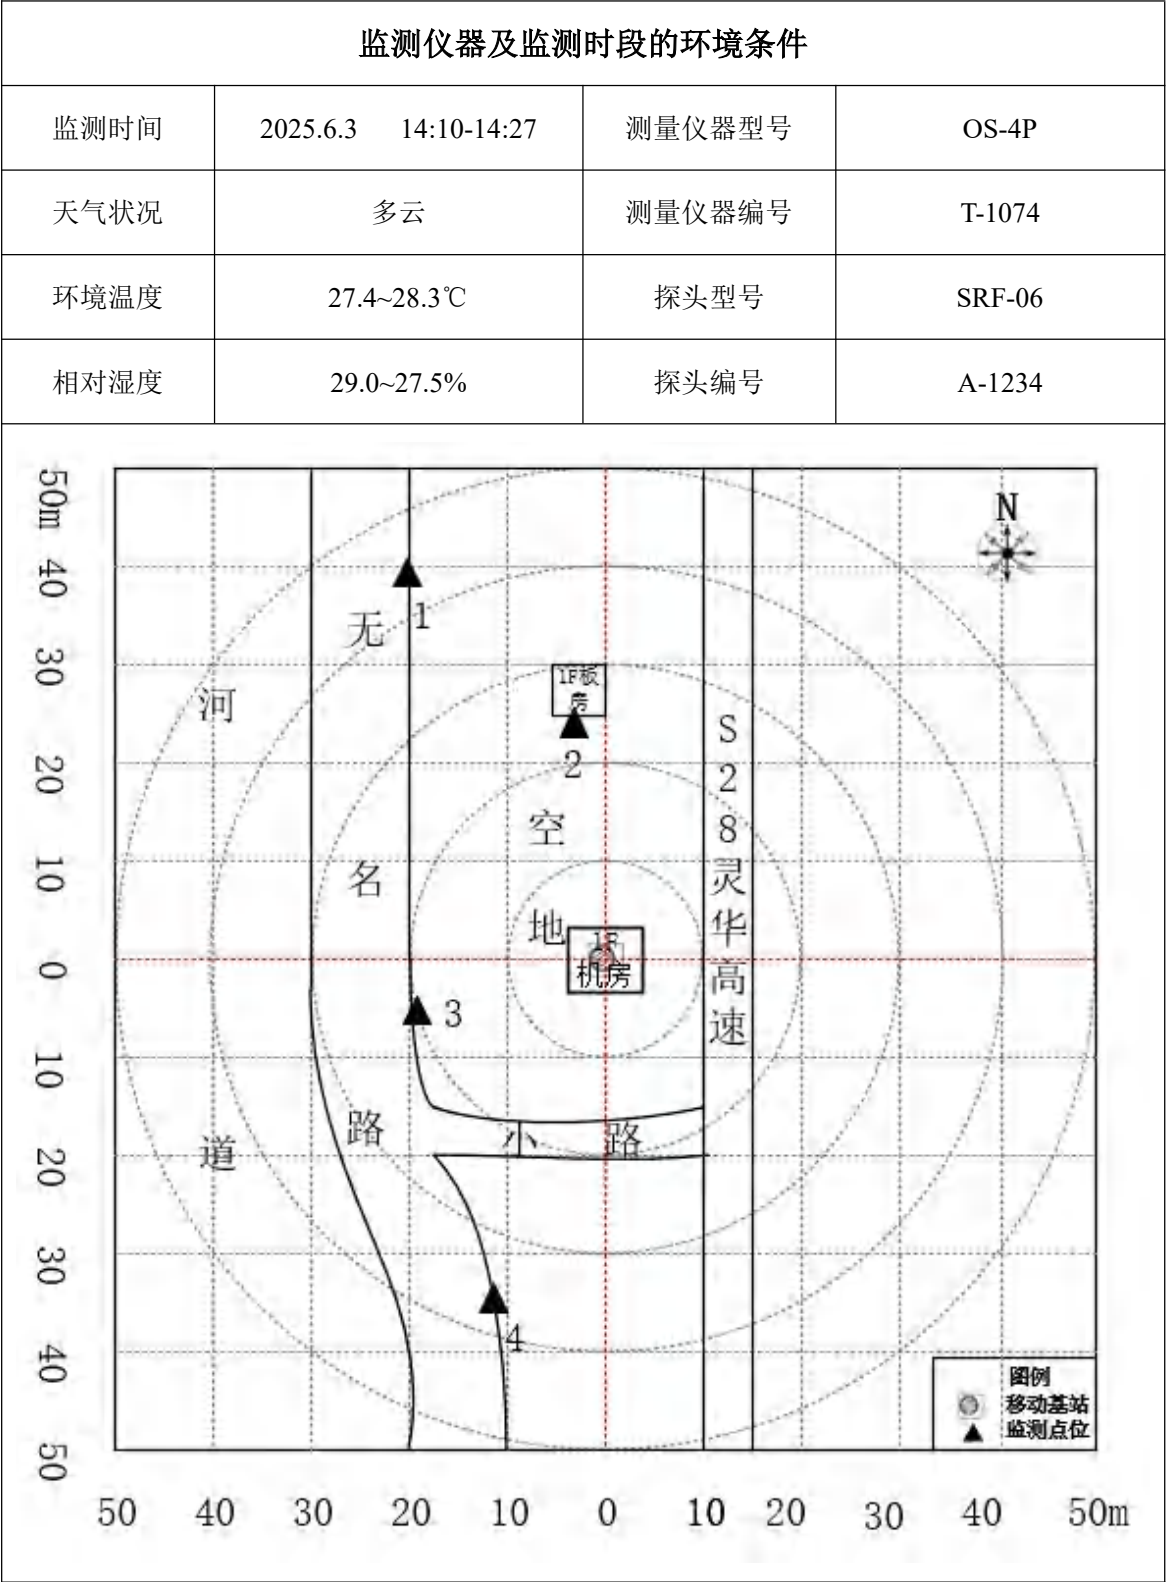 监测仪器及监测时段的环境条件
监测时间 2025.6.3 14:10-14:27 测量仪器型号 OS-4P
天气状况 多云 测量仪器编号 T-1074
环境温度 27.4~28.3℃ 探头型号 SRF-06
相对湿度 29.0~27.5% 探头编号 A-1234
50m
40
30
20
10
0
10
20
30
40
50
N
1
无
1F板
房
河
S28灵华高速
2
空
名
地
1F
机房
3
路
小路
道
4
图例
移动基站
监测点位
50 40 30 20 10 0 10 20 30 40 50m